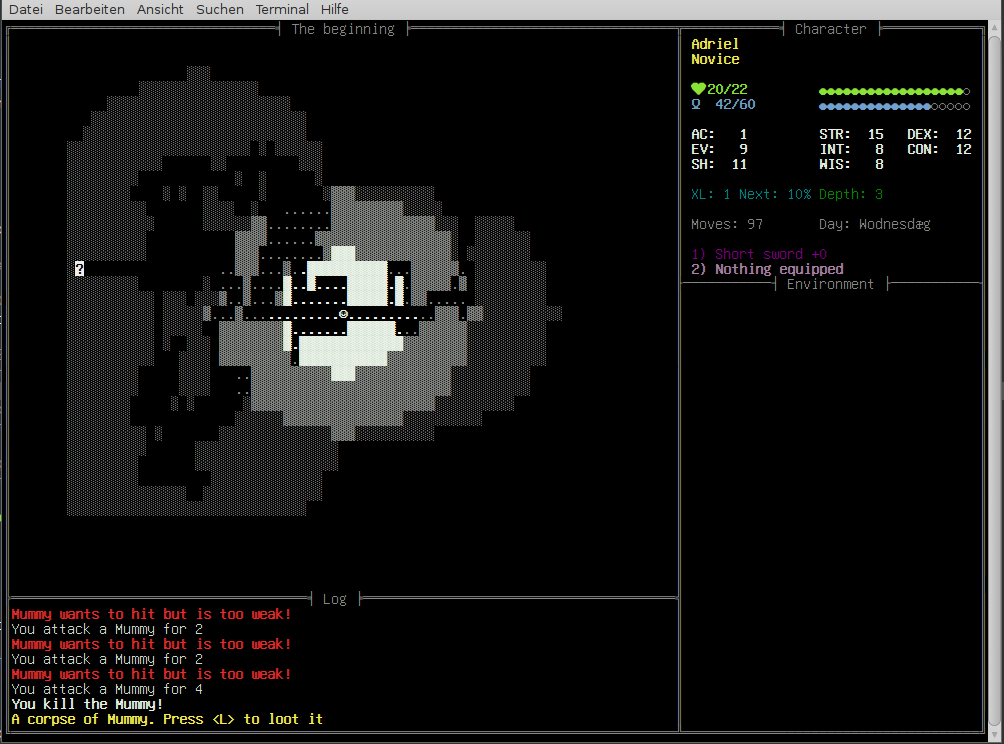 Datei Bearbeiten Ansicht Suchen Terminal Hilfe
The beginning
Character
Adriel
Novice
20/22
42/60
AC: 1 STR: 15 DEX: 12
EV: 9 INT: 8 CON: 12
SH: 11 WIS: 8
XL: 1 Next: 10% Depth: 3
Moves: 97 Day: Wodnesdæg
1) Short sword +0
2) Nothing equipped
Environment
?
Log
Mummy wants to hit but is too weak!
You attack a Mummy for 2
Mummy wants to hit but is too weak!
You attack a Mummy for 2
Mummy wants to hit but is too weak!
You attack a Mummy for 4
You kill the Mummy!
A corpse of Mummy. Press <L> to loot it